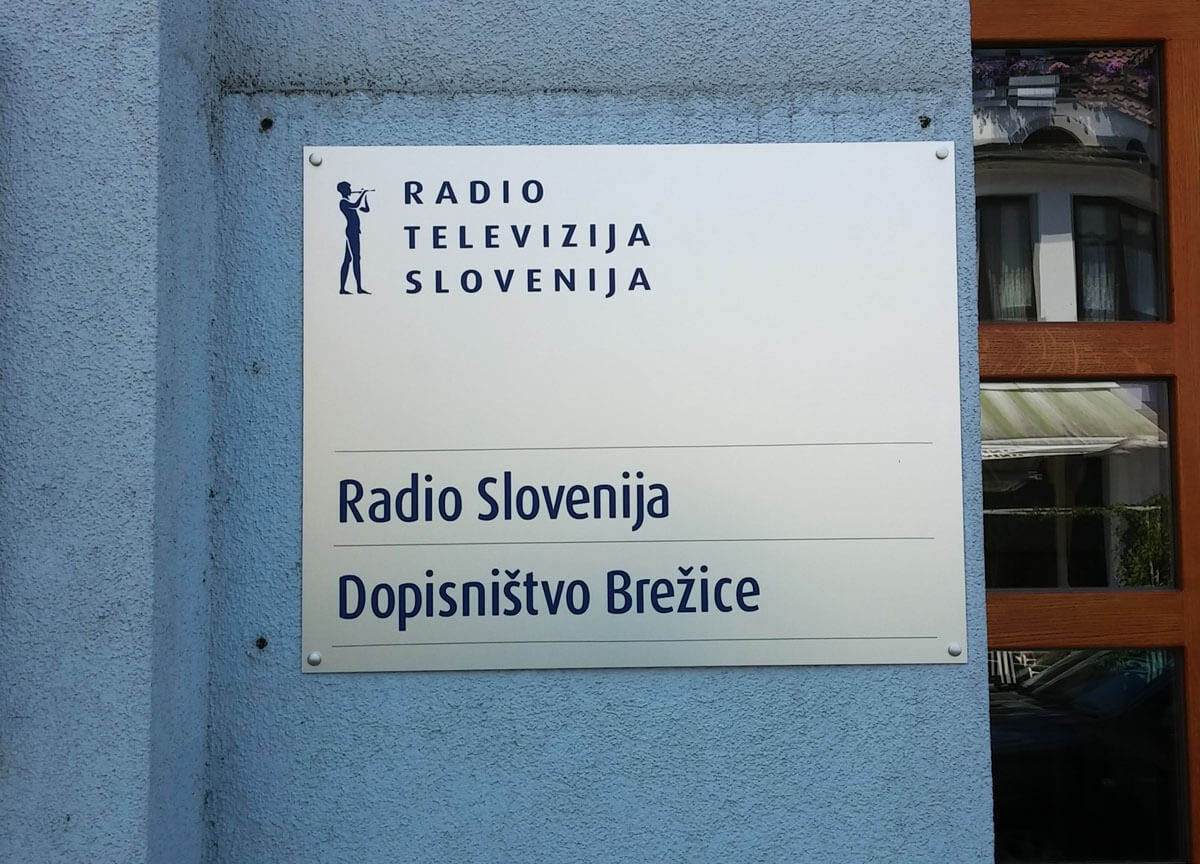 RADIO
TELEVIZIJA
SLOVENIJA
Radio Slovenija
Dopisništvo Brežice